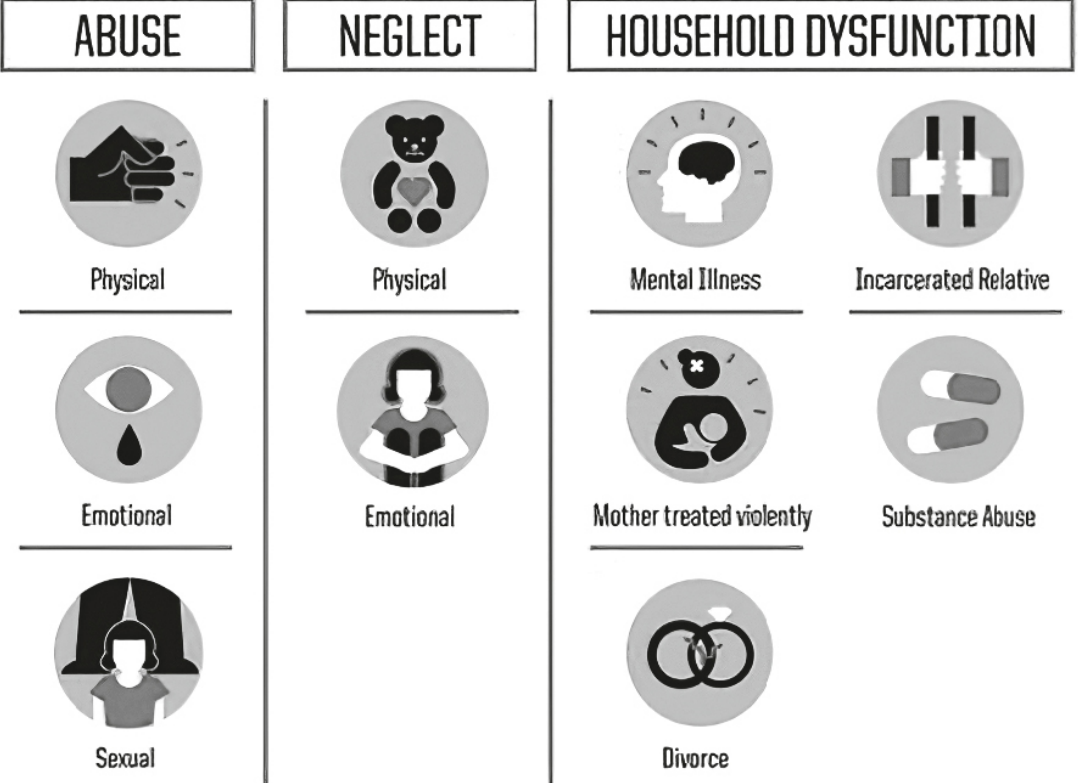 ABUSE
NEGLECT
HOUSEHOLD DYSFUNCTION
Physical
Physical
Mental Illness
Incarcerated Relative
Emotional
Emotional
Mother treated violently
Substance Abuse
Sexual
Divorce